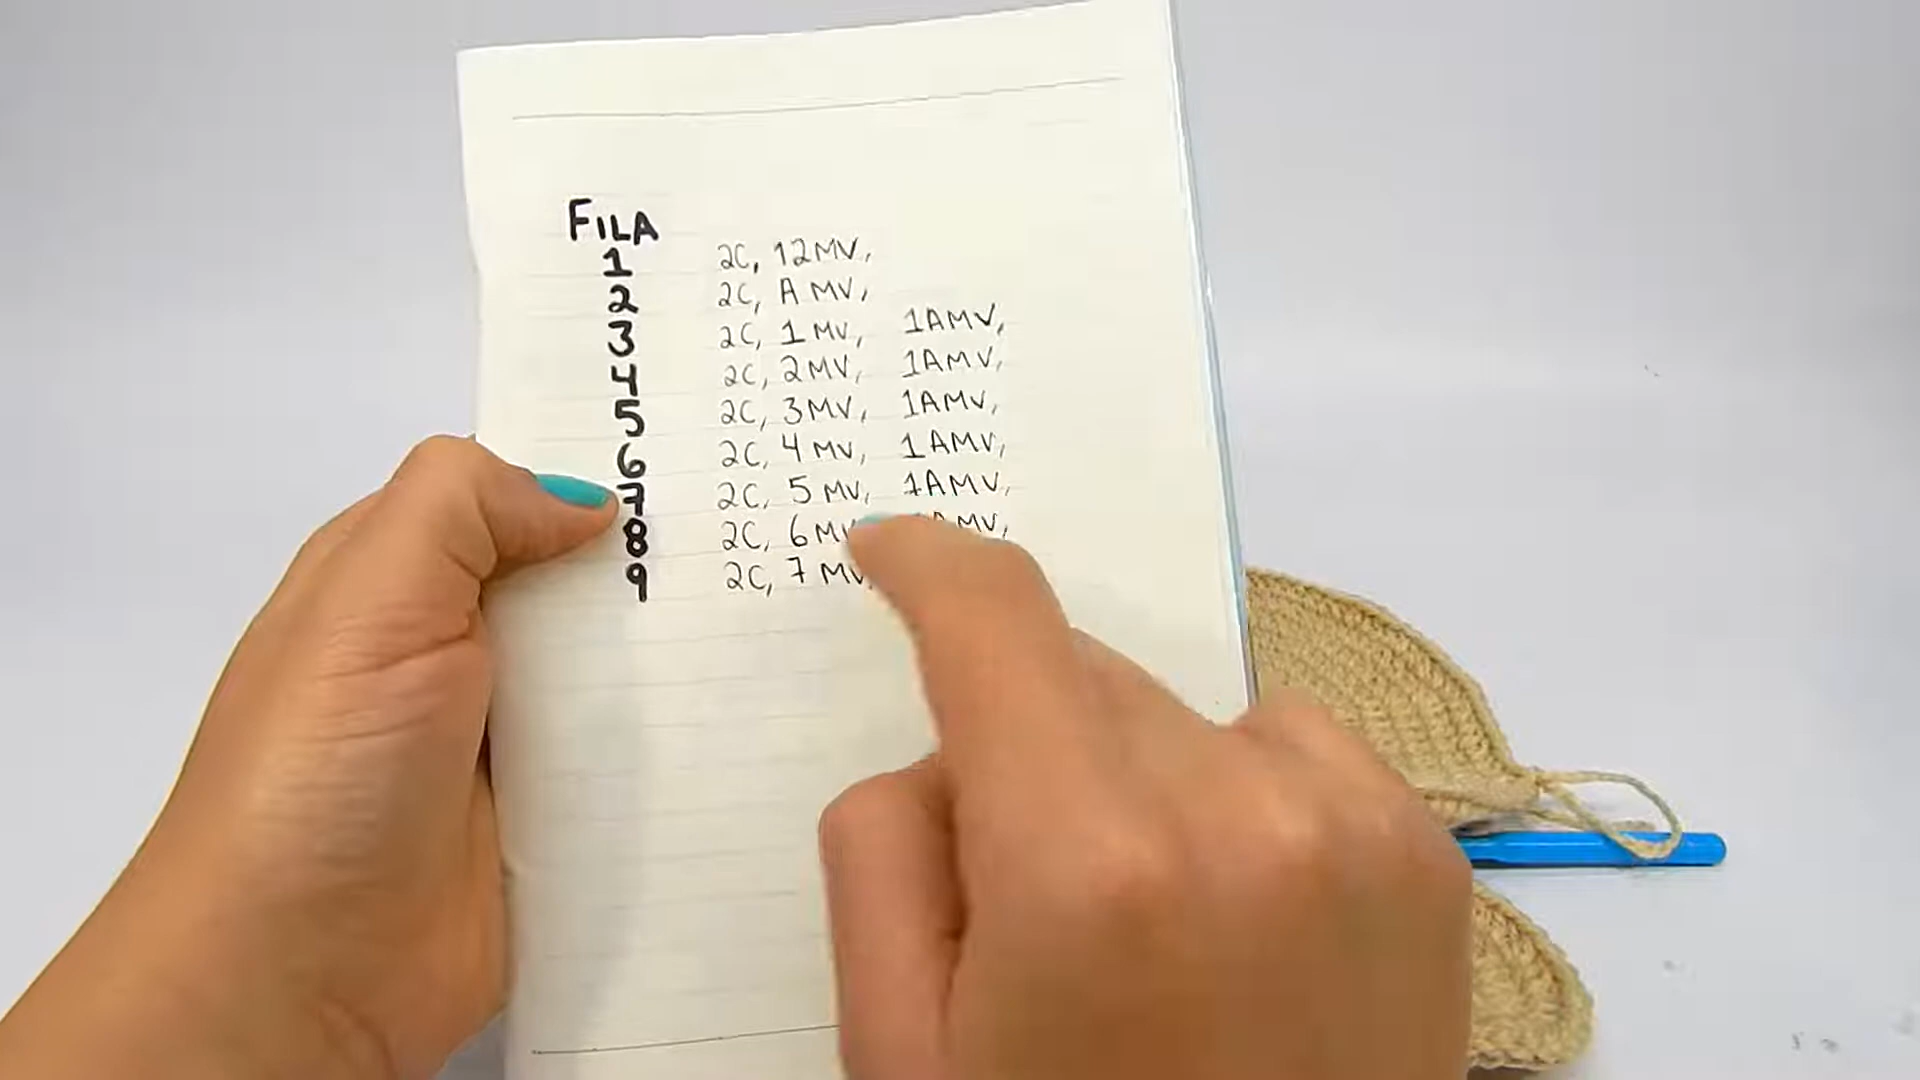 FILA
1 2C, 12MV,
2 2C, A MV,
3 2C, 1 MV, 1AMV,
4 2C, 2MV, 1AMV,
5 2C, 3MV, 1AMV,
6 2C, 4 MV, 1AMV,
7 2C, 5 MV, 1AMV,
8 2C, 6 MV
9 2C, 7 MV,